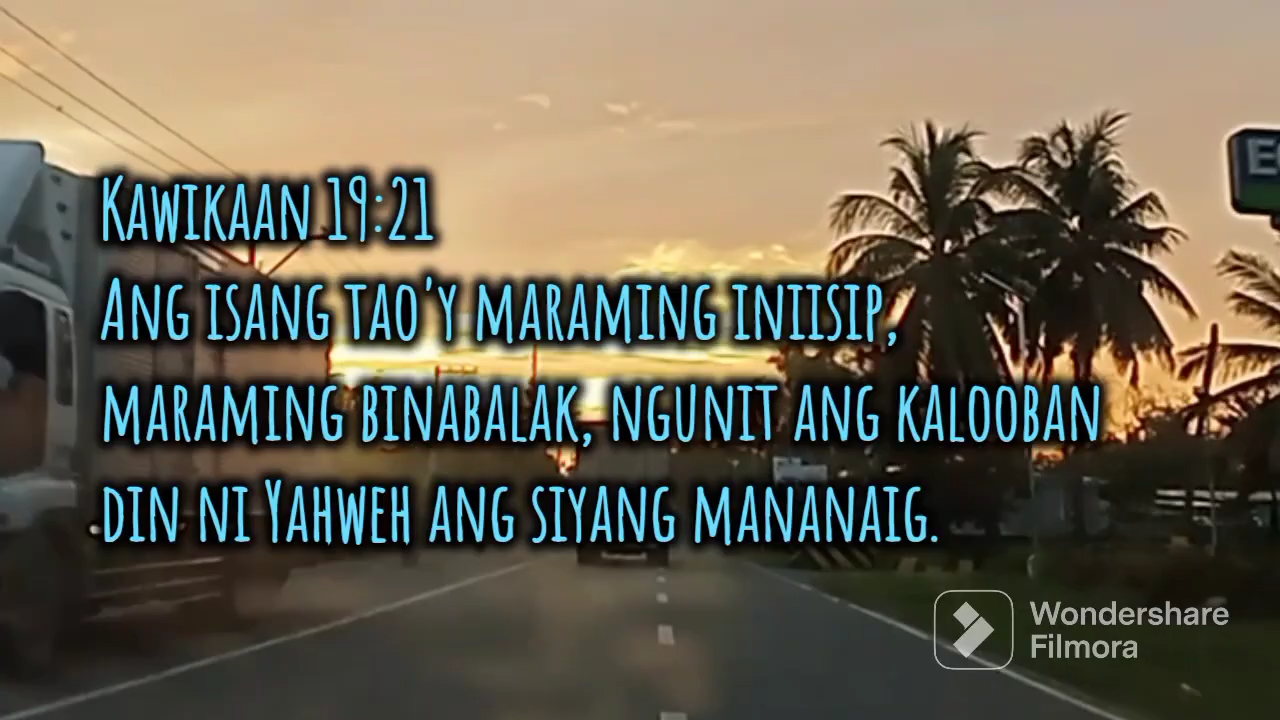 Kawikaan 19:21
Ang isang tao'y maraming iniisip,
maraming binabalak, ngunit ang kalooban
din ni Yahweh ang siyang mananaig.
Wondershare
Filmora